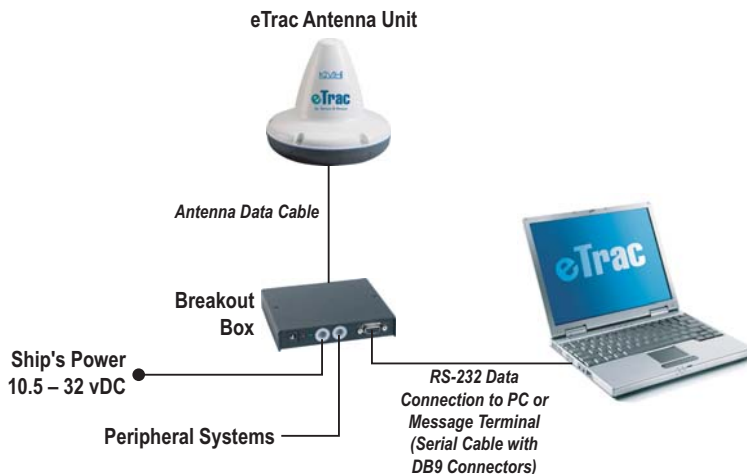 eTrac Antenna Unit
KVH
eTrac
Antenna Data Cable
eTrac
Breakout
Box
Ship's Power
10.5 – 32 vDC
RS-232 Data
Connection to PC or
Message Terminal
(Serial Cable with
DB9 Connectors)
Peripheral Systems